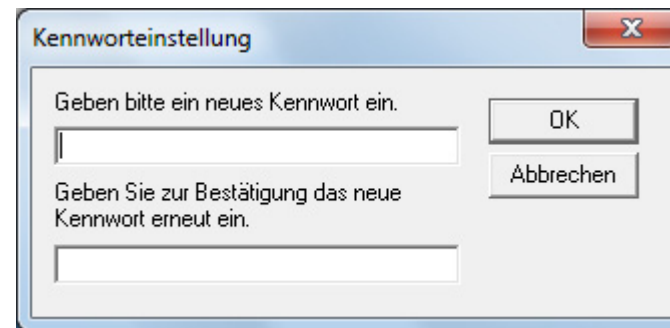 Kennworteinstellung
Geben bitte ein neues Kennwort ein.
OK
Abbrechen
Geben Sie zur Bestätigung das neue
Kennwort erneut ein.